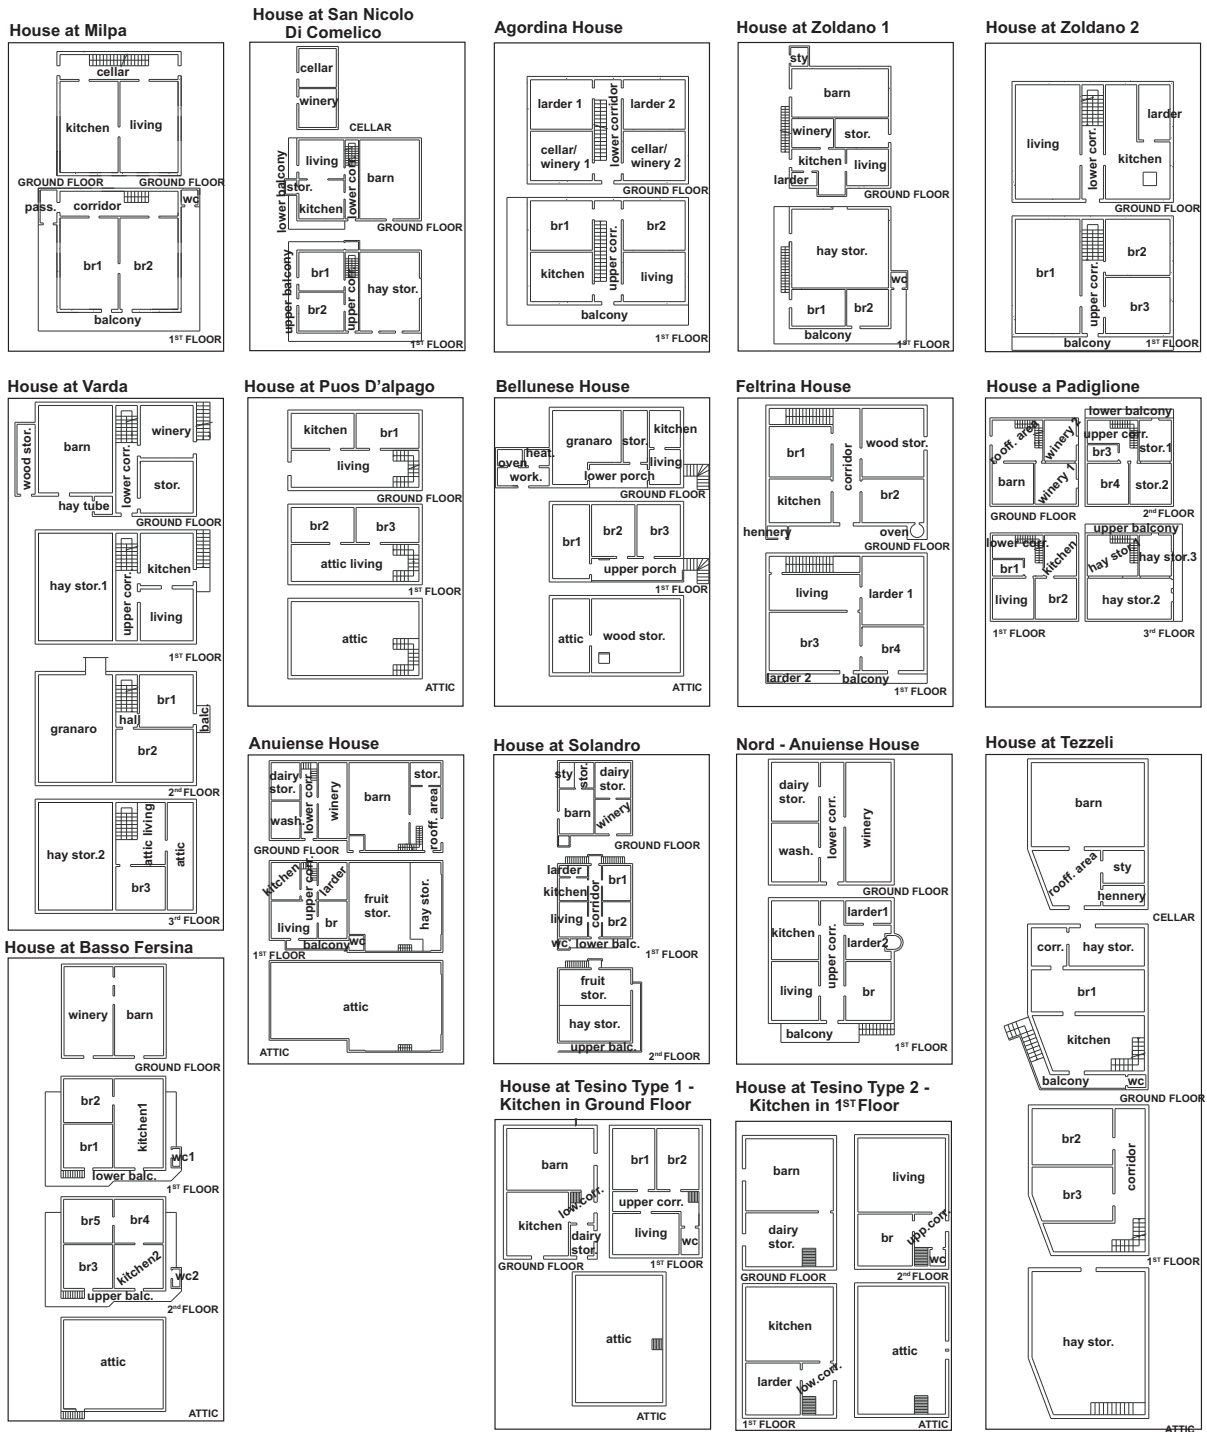 House at Milpa
cellar
kitchen
living
GROUND FLOOR
GROUND FLOOR
pass.
corridor
wc
br1
br2
balcony
1ST FLOOR
House at San Nicolo
Di Comelico
cellar
winery
CELLAR
lower balcony
living
stor.
kitchen
lower corr.
barn
GROUND FLOOR
upper balcony
br1
br2
upper corr.
hay stor.
1ST FLOOR
Agordina House
larder 1
lower corridor
larder 2
cellar/
winery 1
cellar/
winery 2
GROUND FLOOR
br1
br2
kitchen
upper corr.
living
balcony
1ST FLOOR
House at Zoldano 1
sty
barn
winery
stor.
kitchen
living
larder
GROUND FLOOR
hay stor.
wc
br1
br2
balcony
1ST FLOOR
House at Zoldano 2
living
lower corr.
larder
kitchen
GROUND FLOOR
br1
upper corr.
br2
br3
balcony
1ST FLOOR
House at Varda
wood stor.
barn
lower corr.
winery
stor.
hay tube
GROUND FLOOR
hay stor.1
upper corr.
kitchen
living
1ST FLOOR
granaro
hall
br1
balc.
br2
2nd FLOOR
hay stor.2
attic living
attic
br3
3rd FLOOR
House at Puos D'alpago
kitchen
br1
living
GROUND FLOOR
br2
br3
attic living
1ST FLOOR
attic
ATTIC
Bellunese House
granaro
stor.
kitchen
oven
heat.
work.
living
lower porch
GROUND FLOOR
br1
br2
br3
upper porch
1ST FLOOR
attic
wood stor.
ATTIC
Feltrina House
br1
corridor
wood stor.
kitchen
br2
hennery
oven
GROUND FLOOR
living
larder 1
br3
br4
larder 2
balcony
1ST FLOOR
House a Padiglione
rooff. area
winery 2
barn
winery 1
GROUND FLOOR
lower balcony
upper corr.
br3
stor.1
br4
stor.2
2nd FLOOR
lower corr.
br1
kitchen
living
br2
1ST FLOOR
upper balcony
hay stor.
hay stor.3
hay stor.2
3rd FLOOR
Anuiense House
dairy
stor.
lower corr.
winery
barn
stor.
wash.
rooff. area
GROUND FLOOR
kitchen
upper corr.
larder
fruit
stor.
hay stor.
living
br
balcony
wc
1ST FLOOR
attic
ATTIC
House at Solandro
sty
stor.
dairy
stor.
barn
winery
GROUND FLOOR
larder
kitchen
corridor
br1
living
br2
wc
lower balc.
1ST FLOOR
fruit
stor.
hay stor.
upper balc.
2nd FLOOR
Nord - Anuiense House
dairy
stor.
lower corr.
winery
wash.
GROUND FLOOR
kitchen
upper corr.
larder1
larder2
living
br
balcony
1ST FLOOR
House at Tezzeli
barn
rooff. area
sty
hennery
CELLAR
corr.
hay stor.
br1
kitchen
balcony
wc
GROUND FLOOR
br2
corridor
br3
1ST FLOOR
hay stor.
ATTIC
House at Basso Fersina
winery
barn
GROUND FLOOR
br2
kitchen1
br1
wc1
lower balc.
1ST FLOOR
br5
br4
br3
kitchen2
wc2
upper balc.
2nd FLOOR
attic
ATTIC
House at Tesino Type 1 -
Kitchen in Ground Floor
barn
low.corr.
kitchen
dairy
stor.
GROUND FLOOR
br1
br2
upper corr.
living
wc
1ST FLOOR
attic
ATTIC
House at Tesino Type 2 -
Kitchen in 1ST Floor
barn
dairy
stor.
GROUND FLOOR
living
br
upp.corr.
wc
2nd FLOOR
kitchen
larder
low.corr.
1ST FLOOR
attic
ATTIC